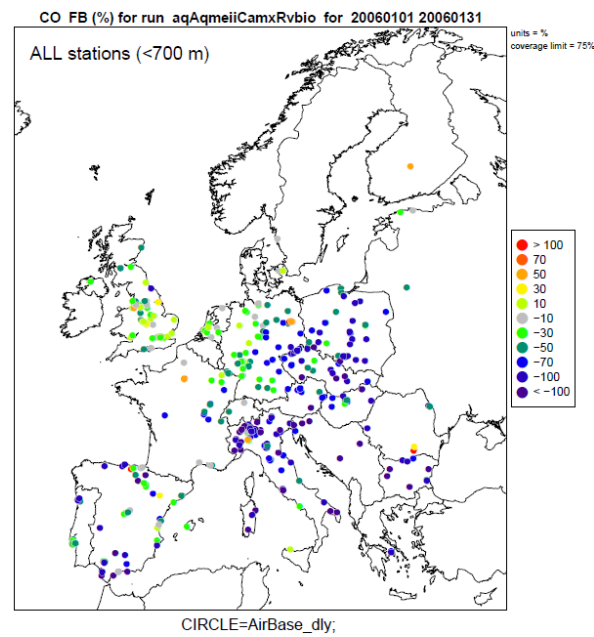 CO FB (%) for run aqAqmeiiCamxRvbio for 20060101 20060131
units = %
coverage limit = 75%
ALL stations (<700 m)
> 100
70
50
30
10
−10
−30
−70
−100
< −100
CIRCLE=AirBase_dly;